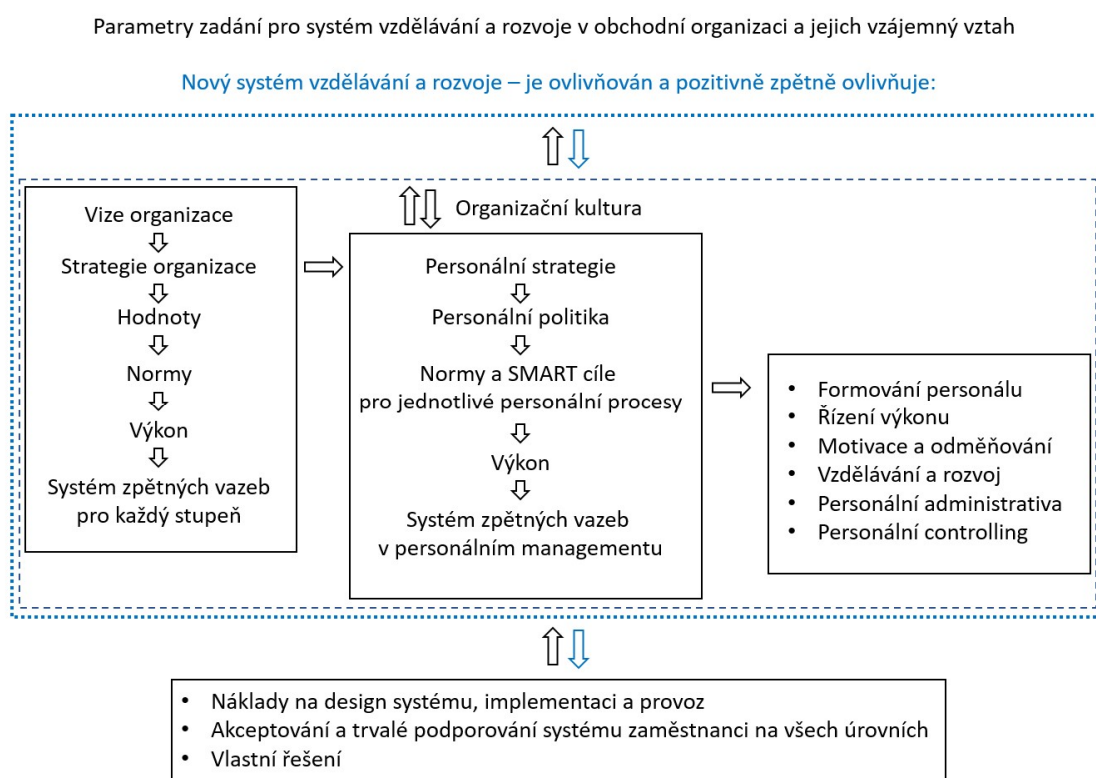 Parametry zadání pro systém vzdělávání a rozvoje v obchodní organizaci a jejich vzájemný vztah
Nový systém vzdělávání a rozvoje – je ovlivňován a pozitivně zpětně ovlivňuje:
Vize organizace
Strategie organizace
Hodnoty
Normy
Výkon
Systém zpětných vazeb
pro každý stupeň
Organizační kultura
Personální strategie
Personální politika
Normy a SMART cíle
pro jednotlivé personální procesy
Výkon
Systém zpětných vazeb
v personálním managementu
• Formování personálu
• Řízení výkonu
• Motivace a odměňování
• Vzdělávání a rozvoj
• Personální administrativa
• Personální controlling
• Náklady na design systému, implementaci a provoz
• Akceptování a trvalé podporování systému zaměstnanci na všech úrovních
• Vlastní řešení